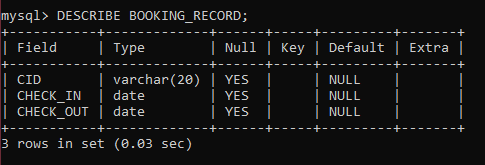 mysql> DESCRIBE BOOKING_RECORD;
+-----------+-------------+------+-----+---------+-------+
| Field     | Type        | Null | Key | Default | Extra |
+-----------+-------------+------+-----+---------+-------+
| CID       | varchar(20) | YES  |     | NULL    |       |
| CHECK_IN  | date        | YES  |     | NULL    |       |
| CHECK_OUT | date        | YES  |     | NULL    |       |
+-----------+-------------+------+-----+---------+-------+
3 rows in set (0.03 sec)